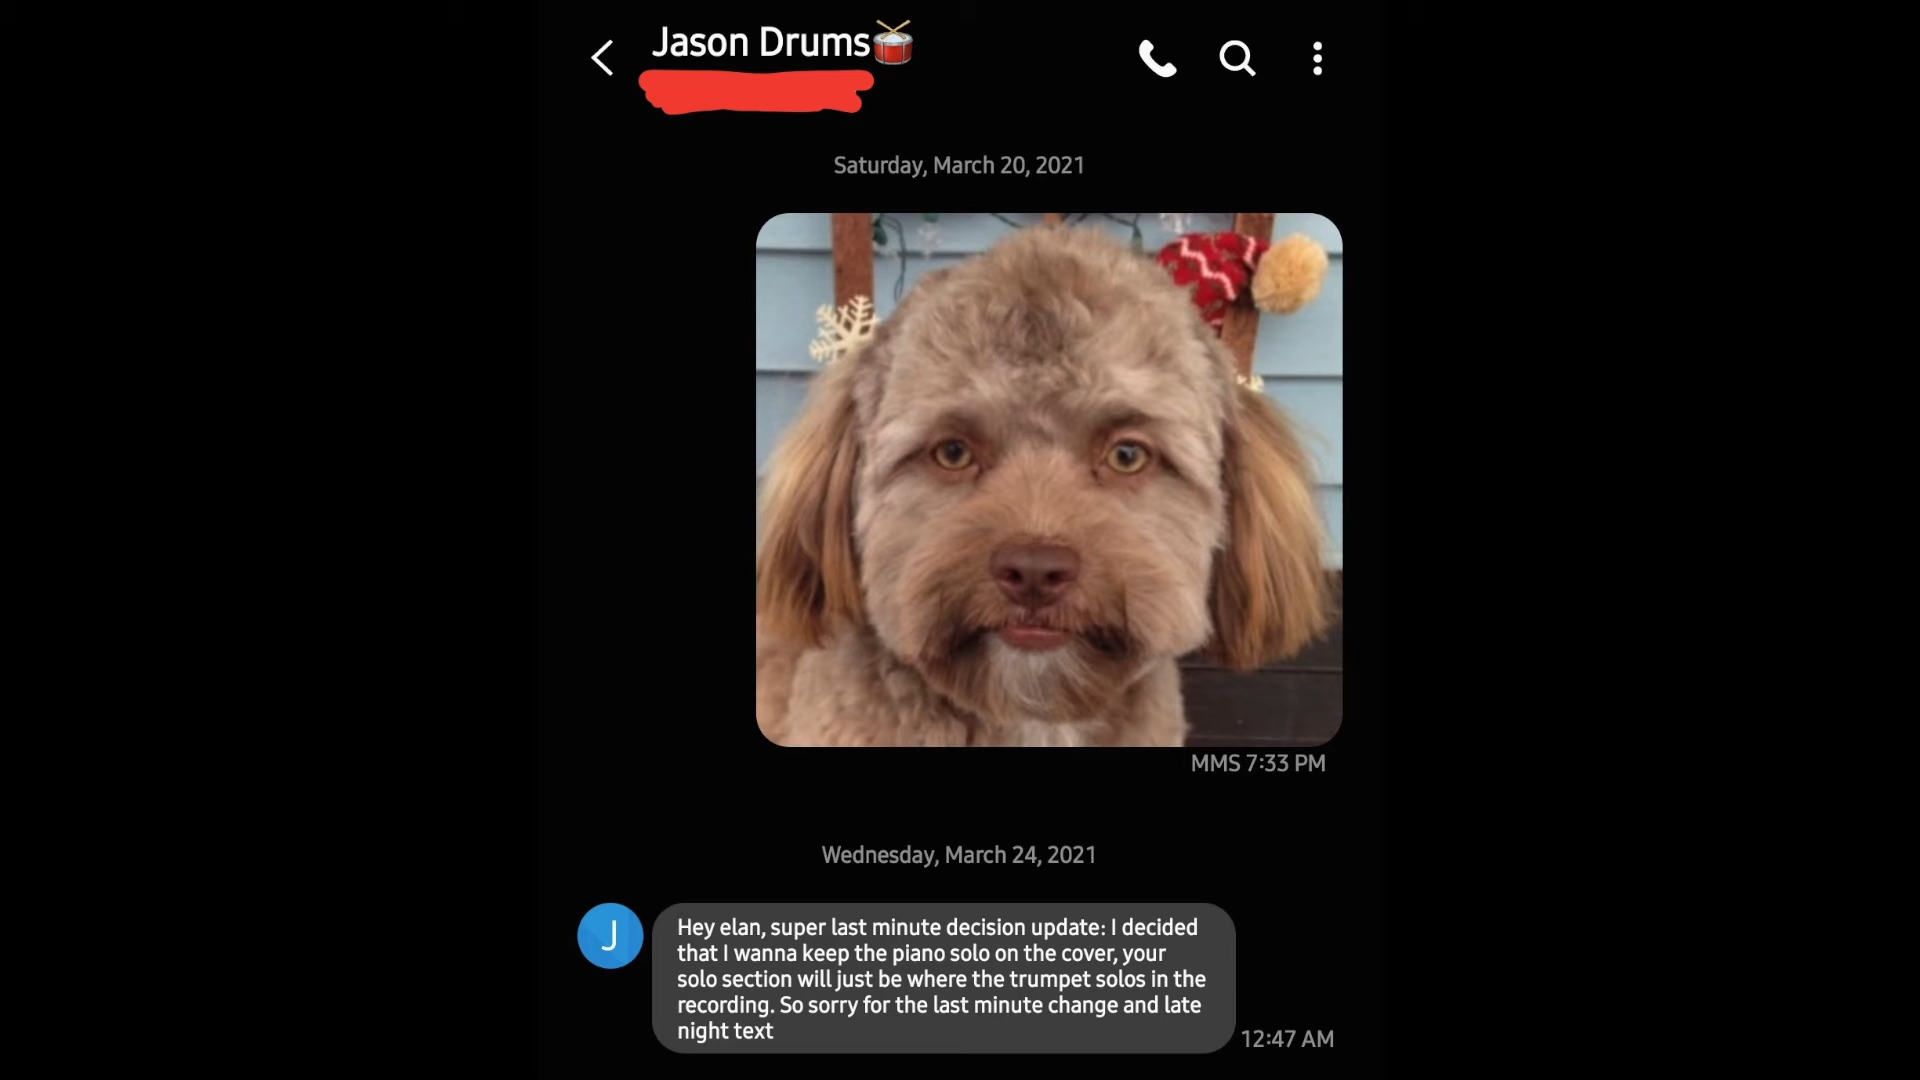 Jason Drums🥁
Saturday, March 20, 2021
MMS 7:33 PM
Wednesday, March 24, 2021
J
Hey elan, super last minute decision update: I decided
that I wanna keep the piano solo on the cover, your
solo section will just be where the trumpet solos in the
recording. So sorry for the last minute change and late
night text
12:47 AM